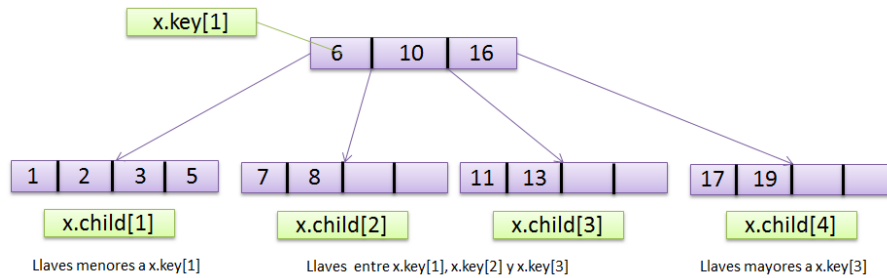 x.key[1]
6 10 16
1 2 3 5
7 8
11 13
17 19
x.child[1]
x.child[2]
x.child[3]
x.child[4]
Llaves menores a x.key[1]
Llaves entre x.key[1], x.key[2] y x.key[3]
Llaves mayores a x.key[3]